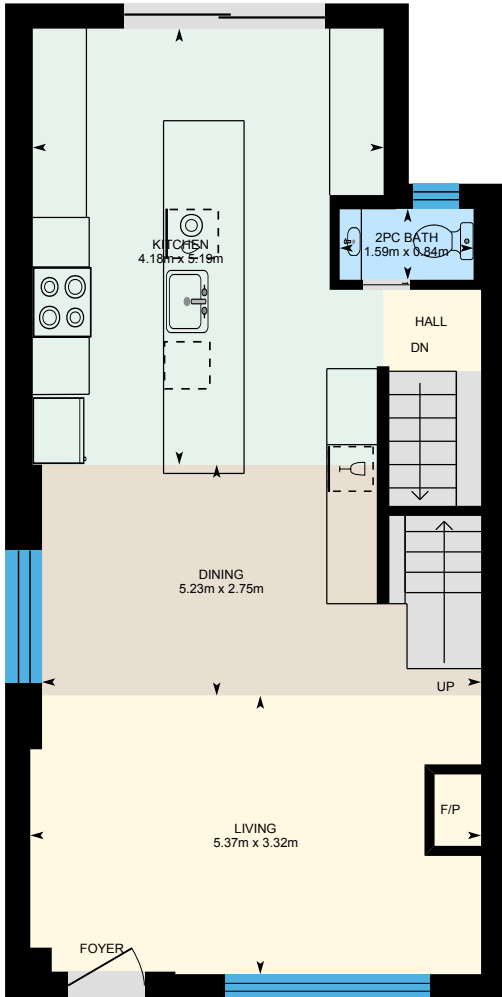 KITCHEN
4.18m x 5.19m
2PC BATH
1.59m x 0.84m
HALL
DN
DINING
5.23m x 2.75m
UP
F/P
LIVING
5.37m x 3.32m
FOYER